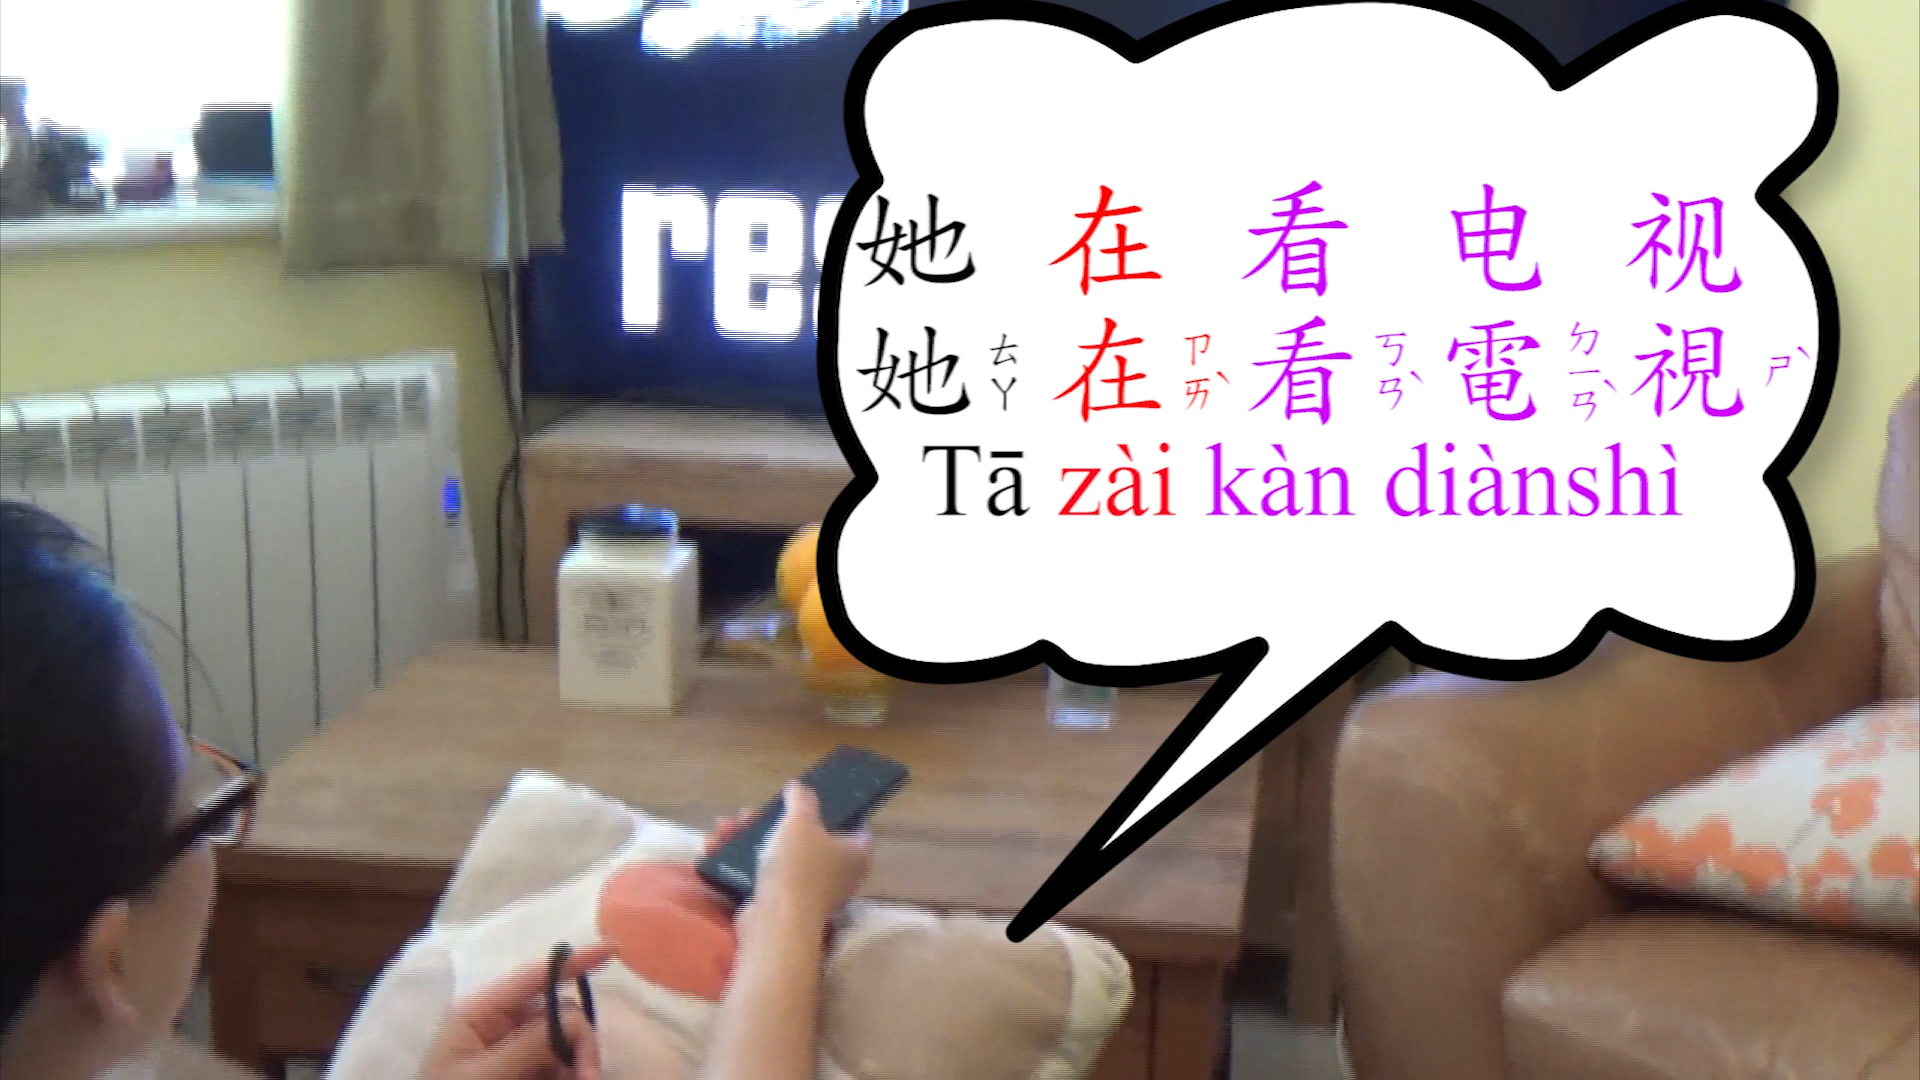 res
她 在 看 电 视
她ㄊㄚ 在ㄗㄞˋ 看ㄎㄢˋ 電ㄉㄧㄢˋ 視ㄕˋ
Tā zài kàn diànshì